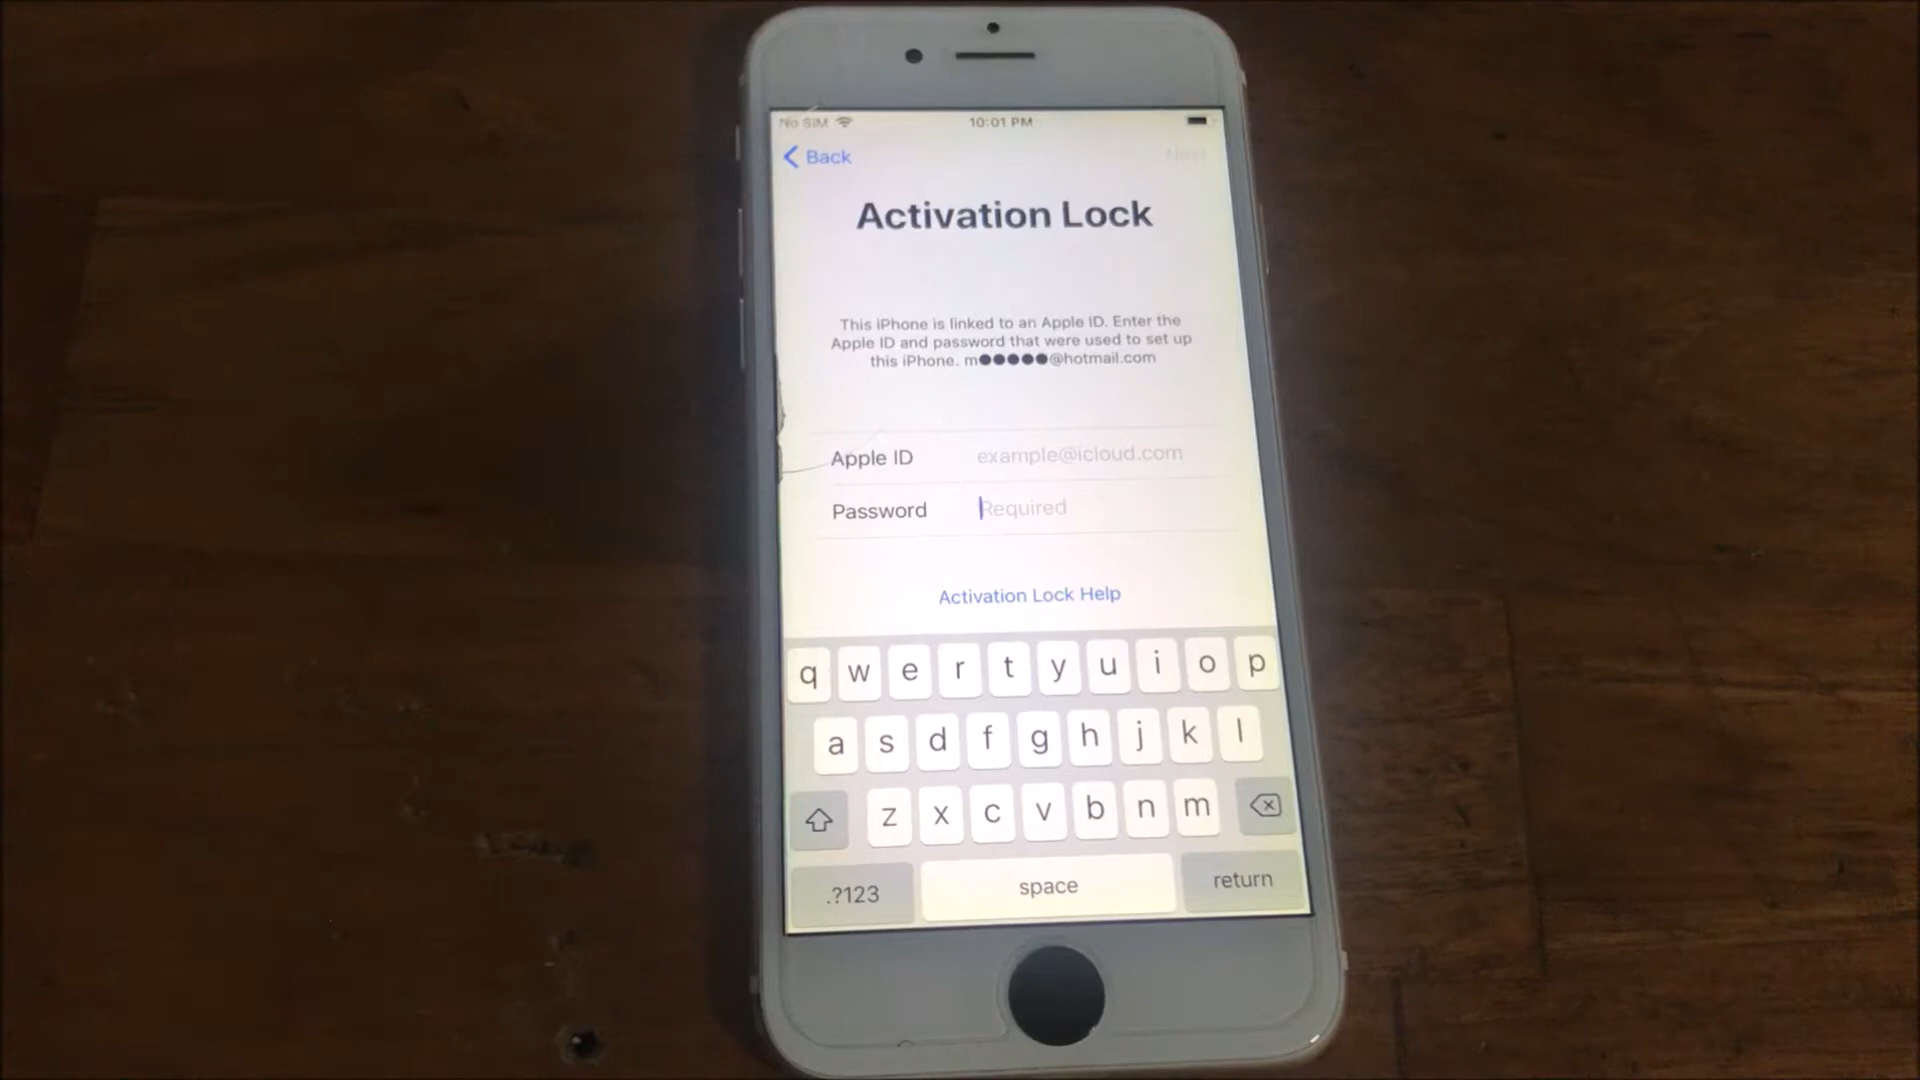 No SIM 10:01 PM
Back Next
Activation Lock
This iPhone is linked to an Apple ID. Enter the
Apple ID and password that were used to set up
this iPhone. m●●●●●@hotmail.com
Apple ID example@icloud.com
Password Required
Activation Lock Help
q w e r t y u i o p
a s d f g h j k l
z x c v b n m
.?123 space return